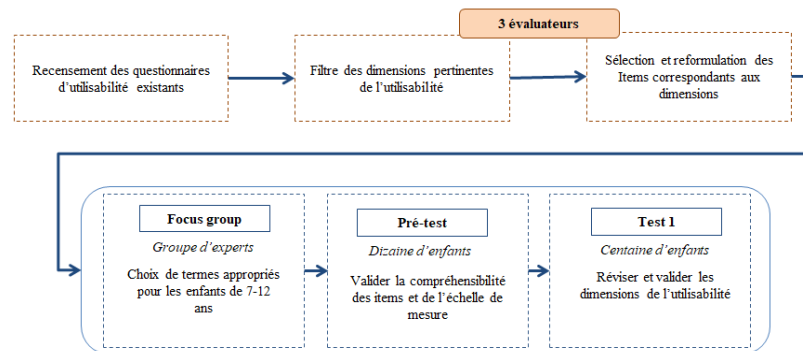 3 évaluateurs
Recensement des questionnaires
d'utilisabilité existants
Filtre des dimensions pertinentes
de l'utilisabilité
Sélection et reformulation des
Items correspondants aux
dimensions
Focus group
Groupe d'experts
Choix de termes appropriés
pour les enfants de 7-12
ans
Pré-test
Dizaine d'enfants
Valider la compréhensibilité
des items et de l'échelle de
mesure
Test 1
Centaine d'enfants
Réviser et valider les
dimensions de l'utilisabilité